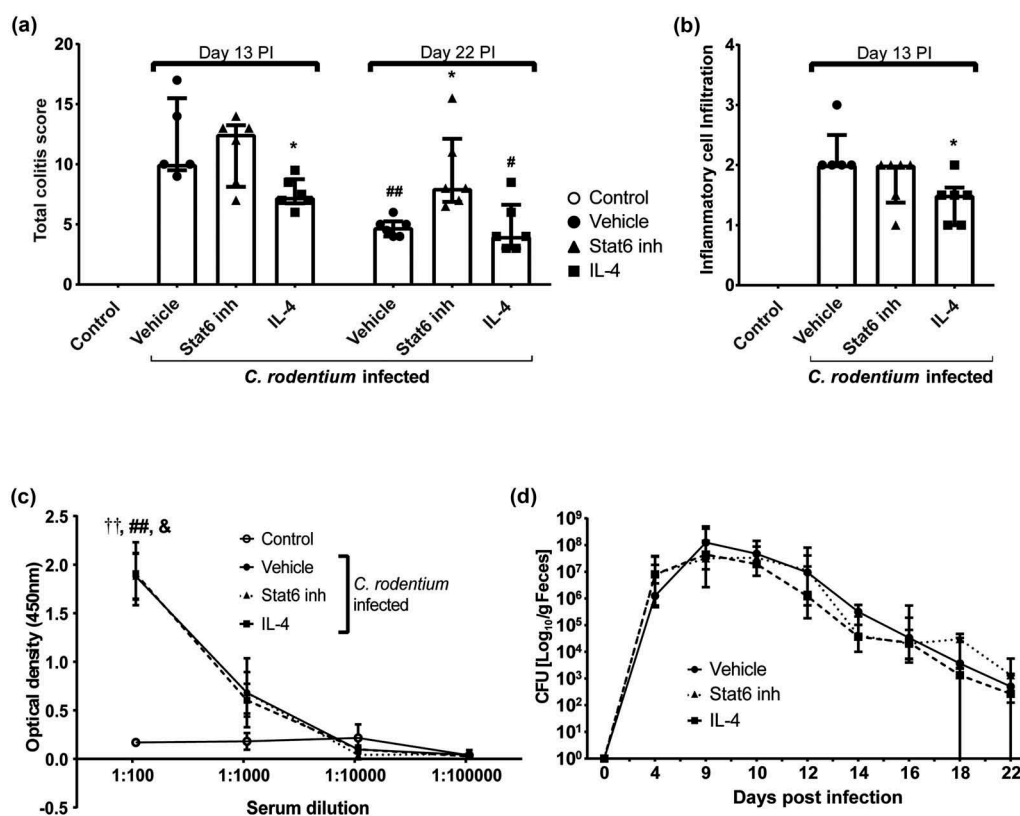 (a)
Day 13 PI
Day 22 PI
Total colitis score
20
15
10
5
0
*
##
*
#
Control
Vehicle
Stat6 inh
IL-4
Vehicle
Stat6 inh
IL-4
C. rodentium infected
Control
Vehicle
Stat6 inh
IL-4
(b)
Day 13 PI
Inflammatory cell Infiltration
4
3
2
1
0
*
Control
Vehicle
Stat6 inh
IL-4
C. rodentium infected
(c)
††, ##, &
Optical density (450nm)
2.5
2.0
1.5
1.0
0.5
0.0
-0.5
Control
Vehicle
Stat6 inh
IL-4
C. rodentium
infected
1:100
1:1000
1:10000
1:100000
Serum dilution
(d)
CFU [Log₁₀/gFeces]
10⁹
10⁸
10⁷
10⁶
10⁵
10⁴
10³
10²
10¹
10⁰
Vehicle
Stat6 inh
IL-4
0 4 9 10 12 14 16 18 22
Days post infection